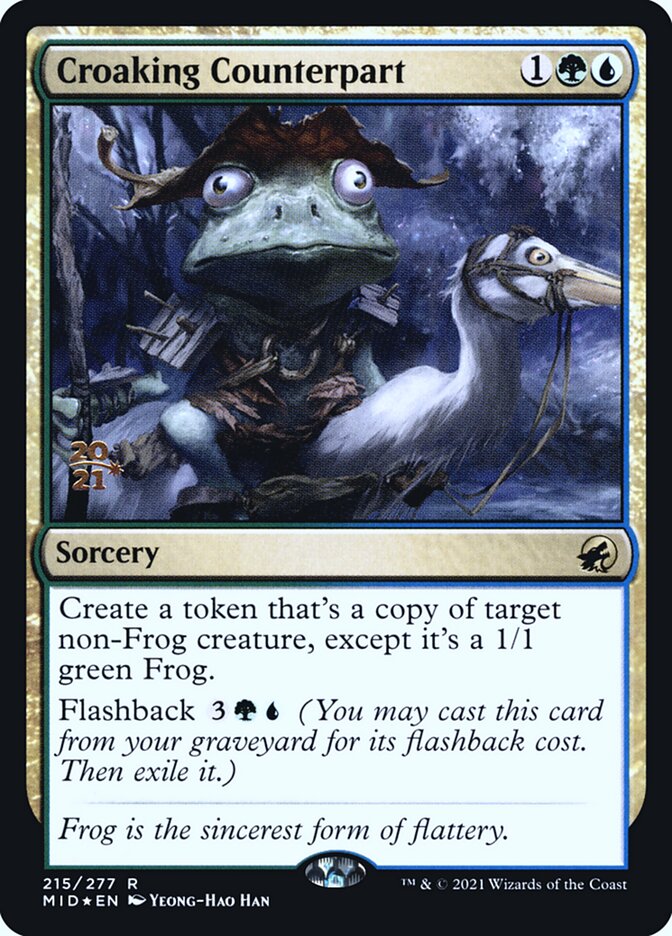 Croaking Counterpart 1
20
21
Sorcery
Create a token that's a copy of target
non-Frog creature, except it's a 1/1
green Frog.
Flashback 3 (You may cast this card
from your graveyard for its flashback cost.
Then exile it.)
Frog is the sincerest form of flattery.
215/277 R
MID★EN Yeong-Hao Han
™ & © 2021 Wizards of the Coast